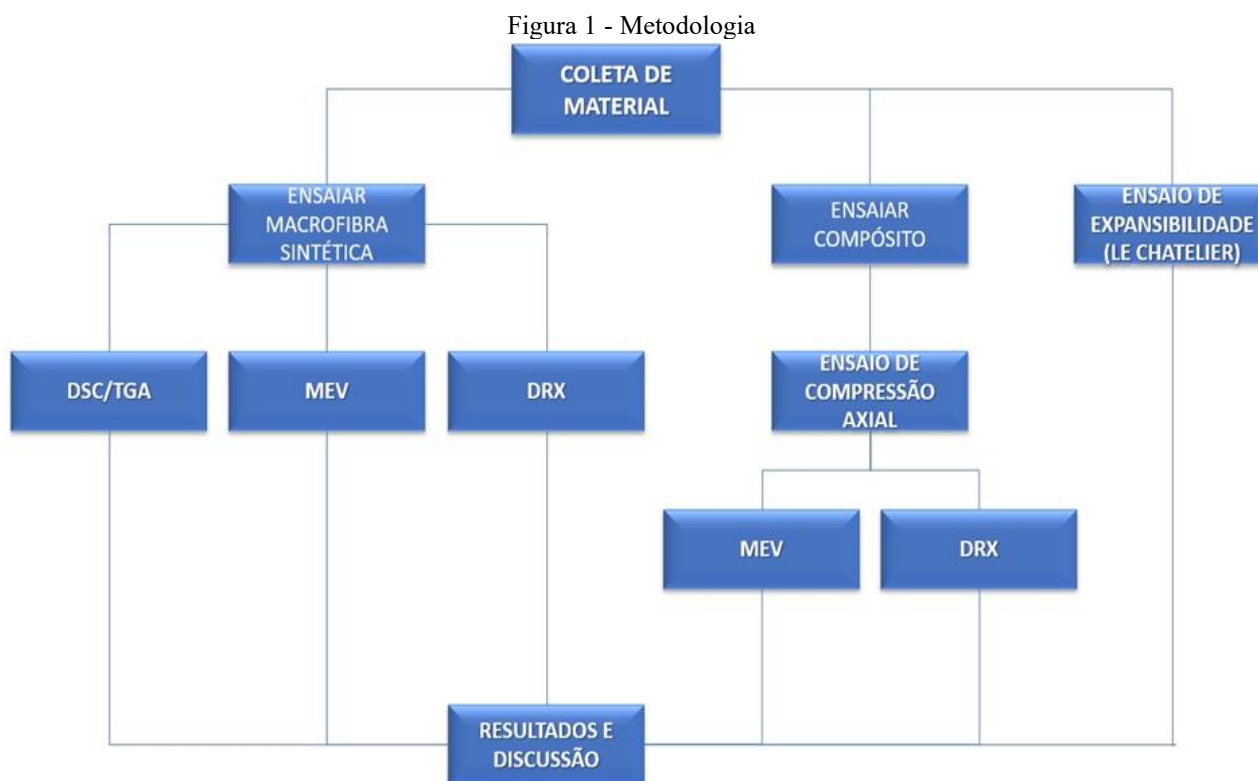 Figura 1 - Metodologia
COLETA DE
MATERIAL
ENSAIAR
MACROFIBRA
SINTÉTICA
ENSAIAR
COMPÓSITO
ENSAIO DE
EXPANSIBILIDADE
(LE CHATELIER)
DSC/TGA
MEV
DRX
ENSAIO DE
COMPRESSÃO
AXIAL
MEV
DRX
RESULTADOS E
DISCUSSÃO